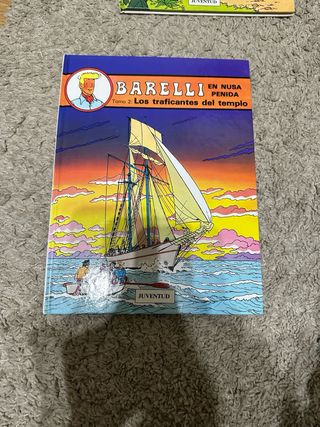 JUVENTUD
BARELLI EN NUSA
PENIDA
Tomo 2: Los traficantes del templo
JUVENTUD